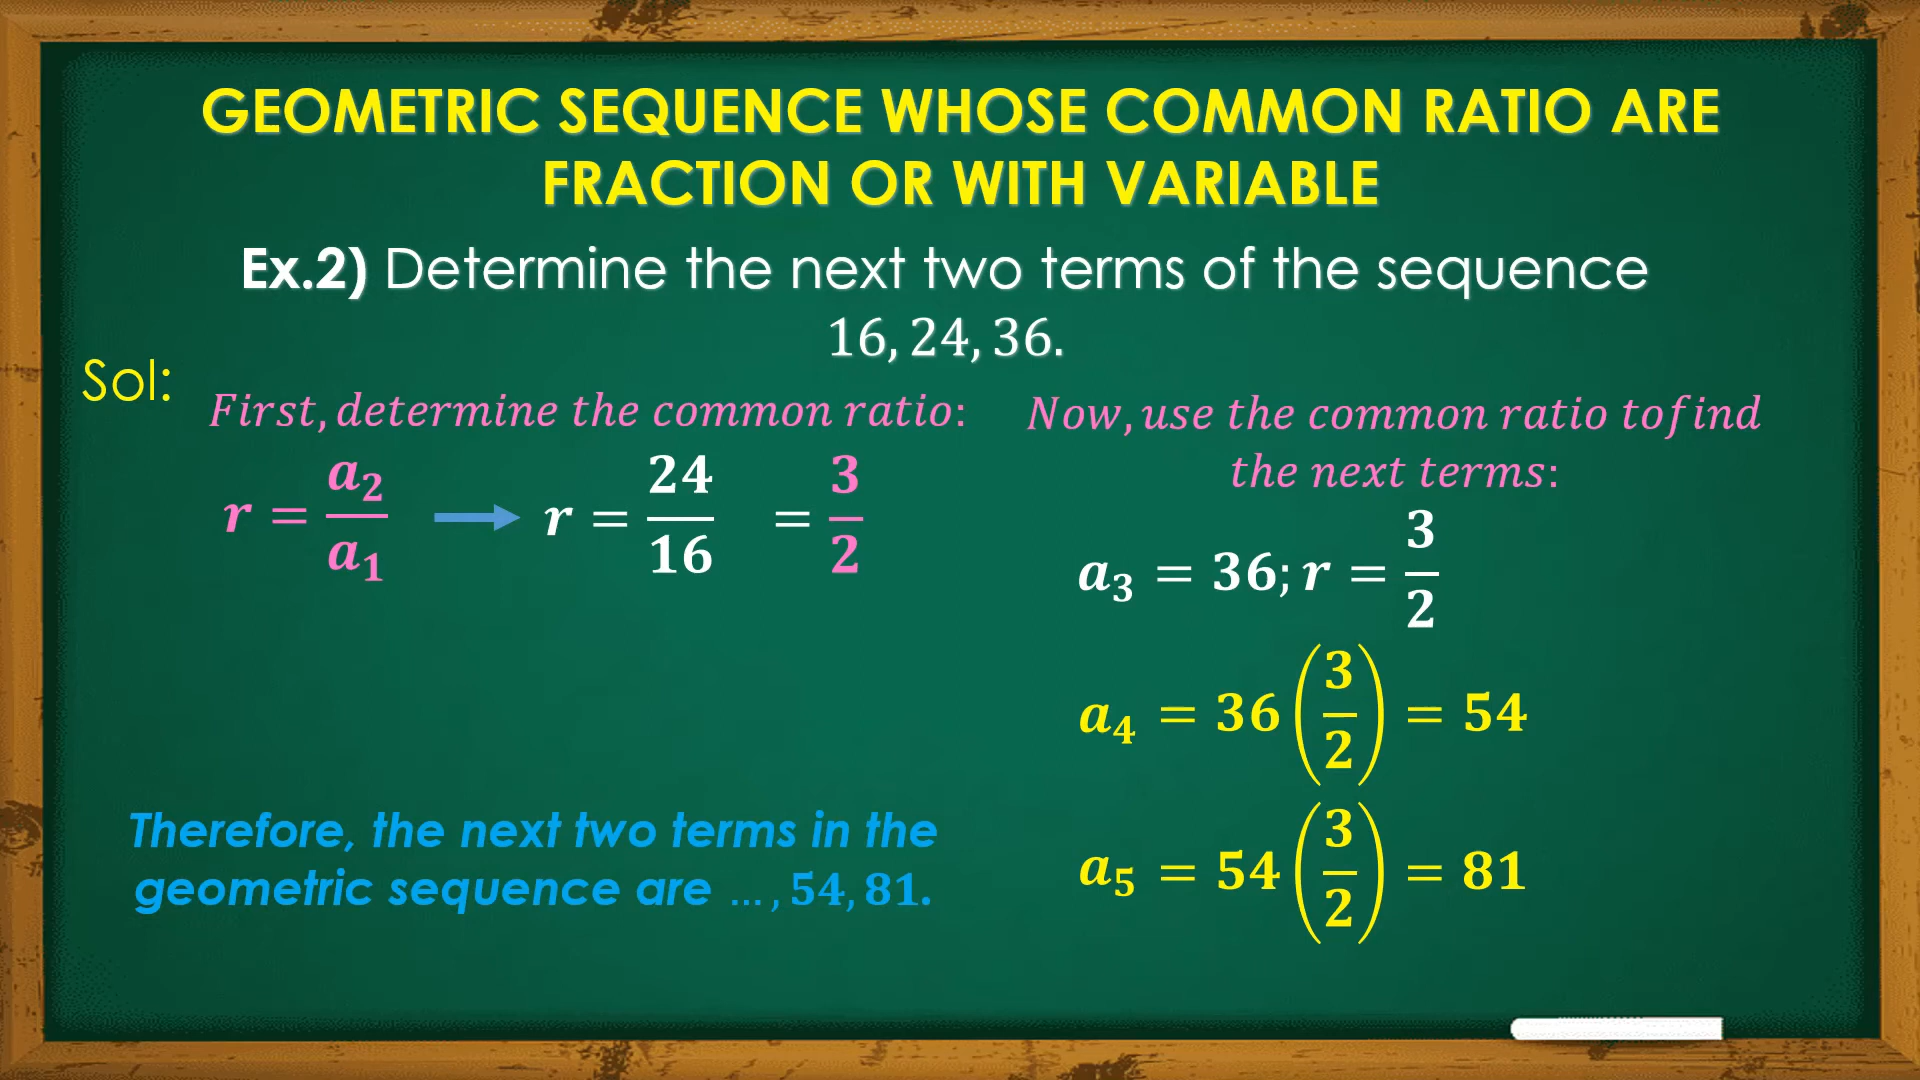 GEOMETRIC SEQUENCE WHOSE COMMON RATIO ARE
FRACTION OR WITH VARIABLE
Ex.2) Determine the next two terms of the sequence
16, 24, 36.
Sol:
First, determine the common ratio:
r = a₂/a₁ → r = 24/16 = 3/2
Now, use the common ratio tofind
the next terms:
a₃ = 36; r = 3/2
a₄ = 36(3/2) = 54
a₅ = 54(3/2) = 81
Therefore, the next two terms in the
geometric sequence are ..., 54, 81.